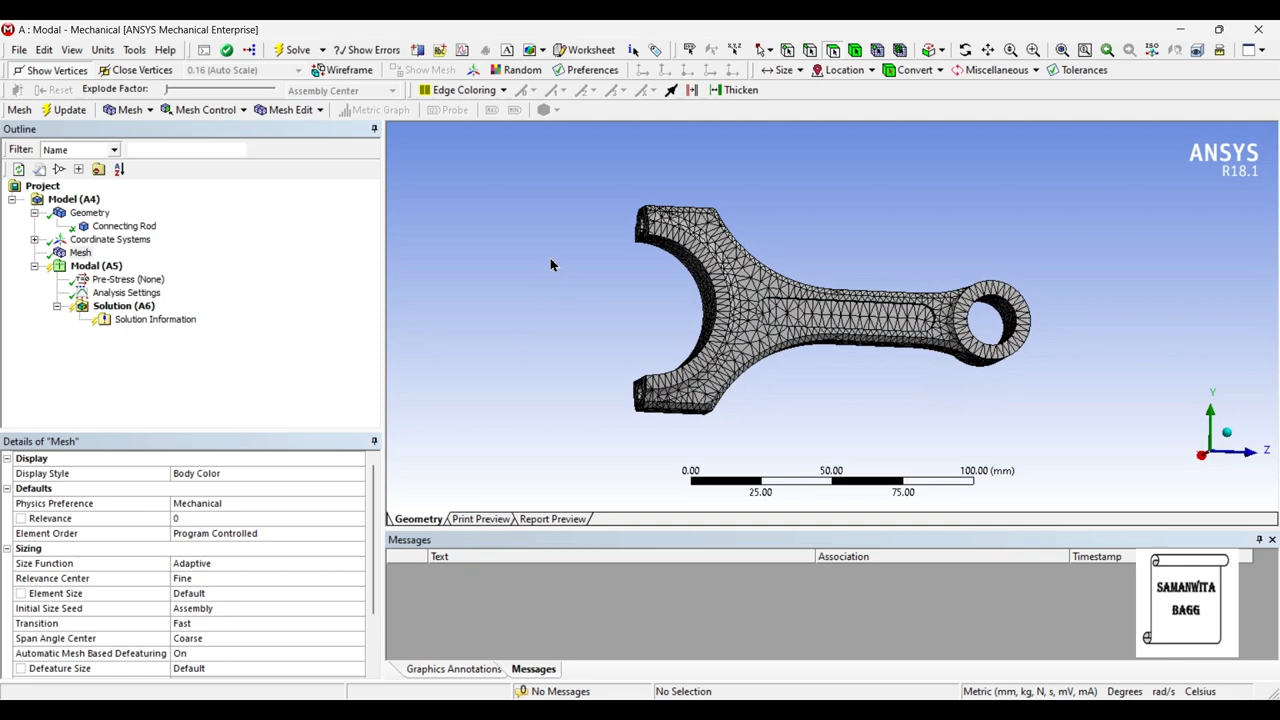 A : Modal - Mechanical [ANSYS Mechanical Enterprise]
File Edit View Units Tools Help Solve ?/ Show Errors Worksheet
Show Vertices Close Vertices 0.16 (Auto Scale) Wireframe Show Mesh Random Preferences Size Location Convert Miscellaneous Tolerances
Reset Explode Factor: Assembly Center Edge Coloring Thicken
Mesh Update Mesh Mesh Control Mesh Edit Metric Graph Probe
Outline
Filter: Name
Project
Model (A4)
Geometry
Connecting Rod
Coordinate Systems
Mesh
Modal (A5)
Pre-Stress (None)
Analysis Settings
Solution (A6)
Solution Information
Details of "Mesh"
Display
Display Style Body Color
Defaults
Physics Preference Mechanical
Relevance 0
Element Order Program Controlled
Sizing
Size Function Adaptive
Relevance Center Fine
Element Size Default
Initial Size Seed Assembly
Transition Fast
Span Angle Center Coarse
Automatic Mesh Based Defeaturing On
Defeature Size Default
ANSYS
R18.1
Y
Z
0.00 50.00 100.00 (mm)
25.00 75.00
Geometry Print Preview Report Preview
Messages
Text Association Timestamp
SAMANWITA
BAGG
Graphics Annotations Messages
No Messages No Selection Metric (mm, kg, N, s, mV, mA) Degrees rad/s Celsius